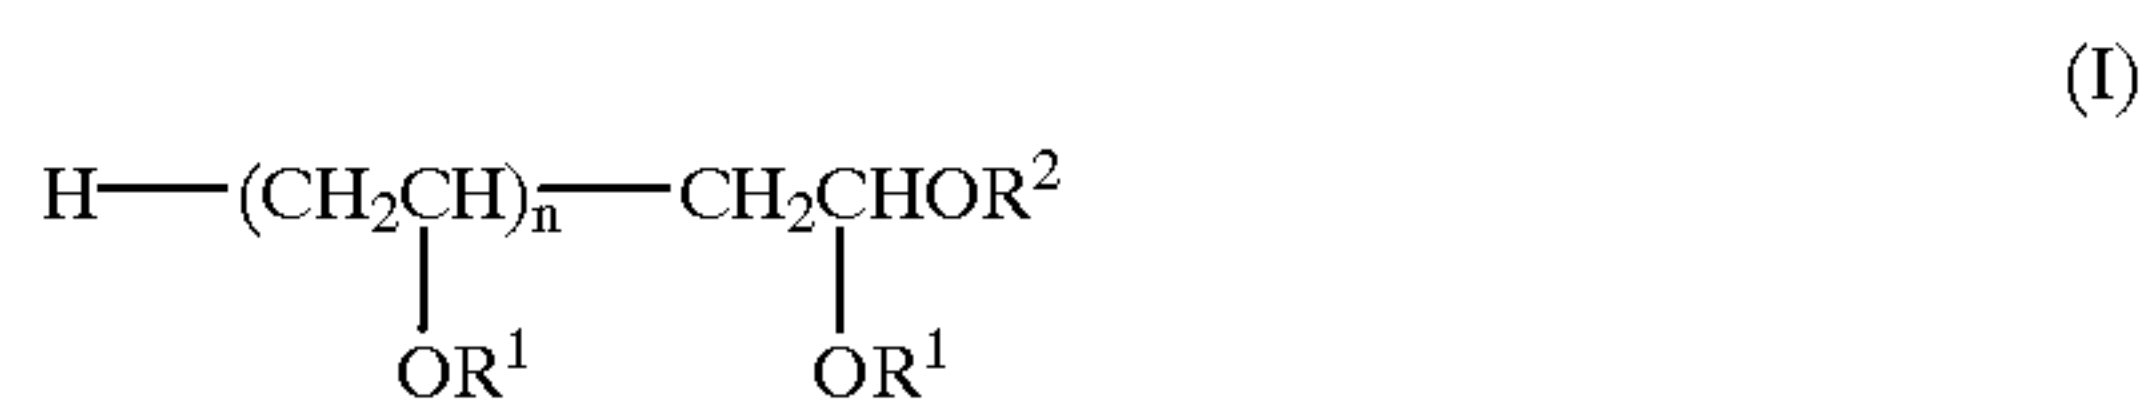 (I)
H—(CH₂CH)ₙ—CH₂CHOR²
OR¹ OR¹